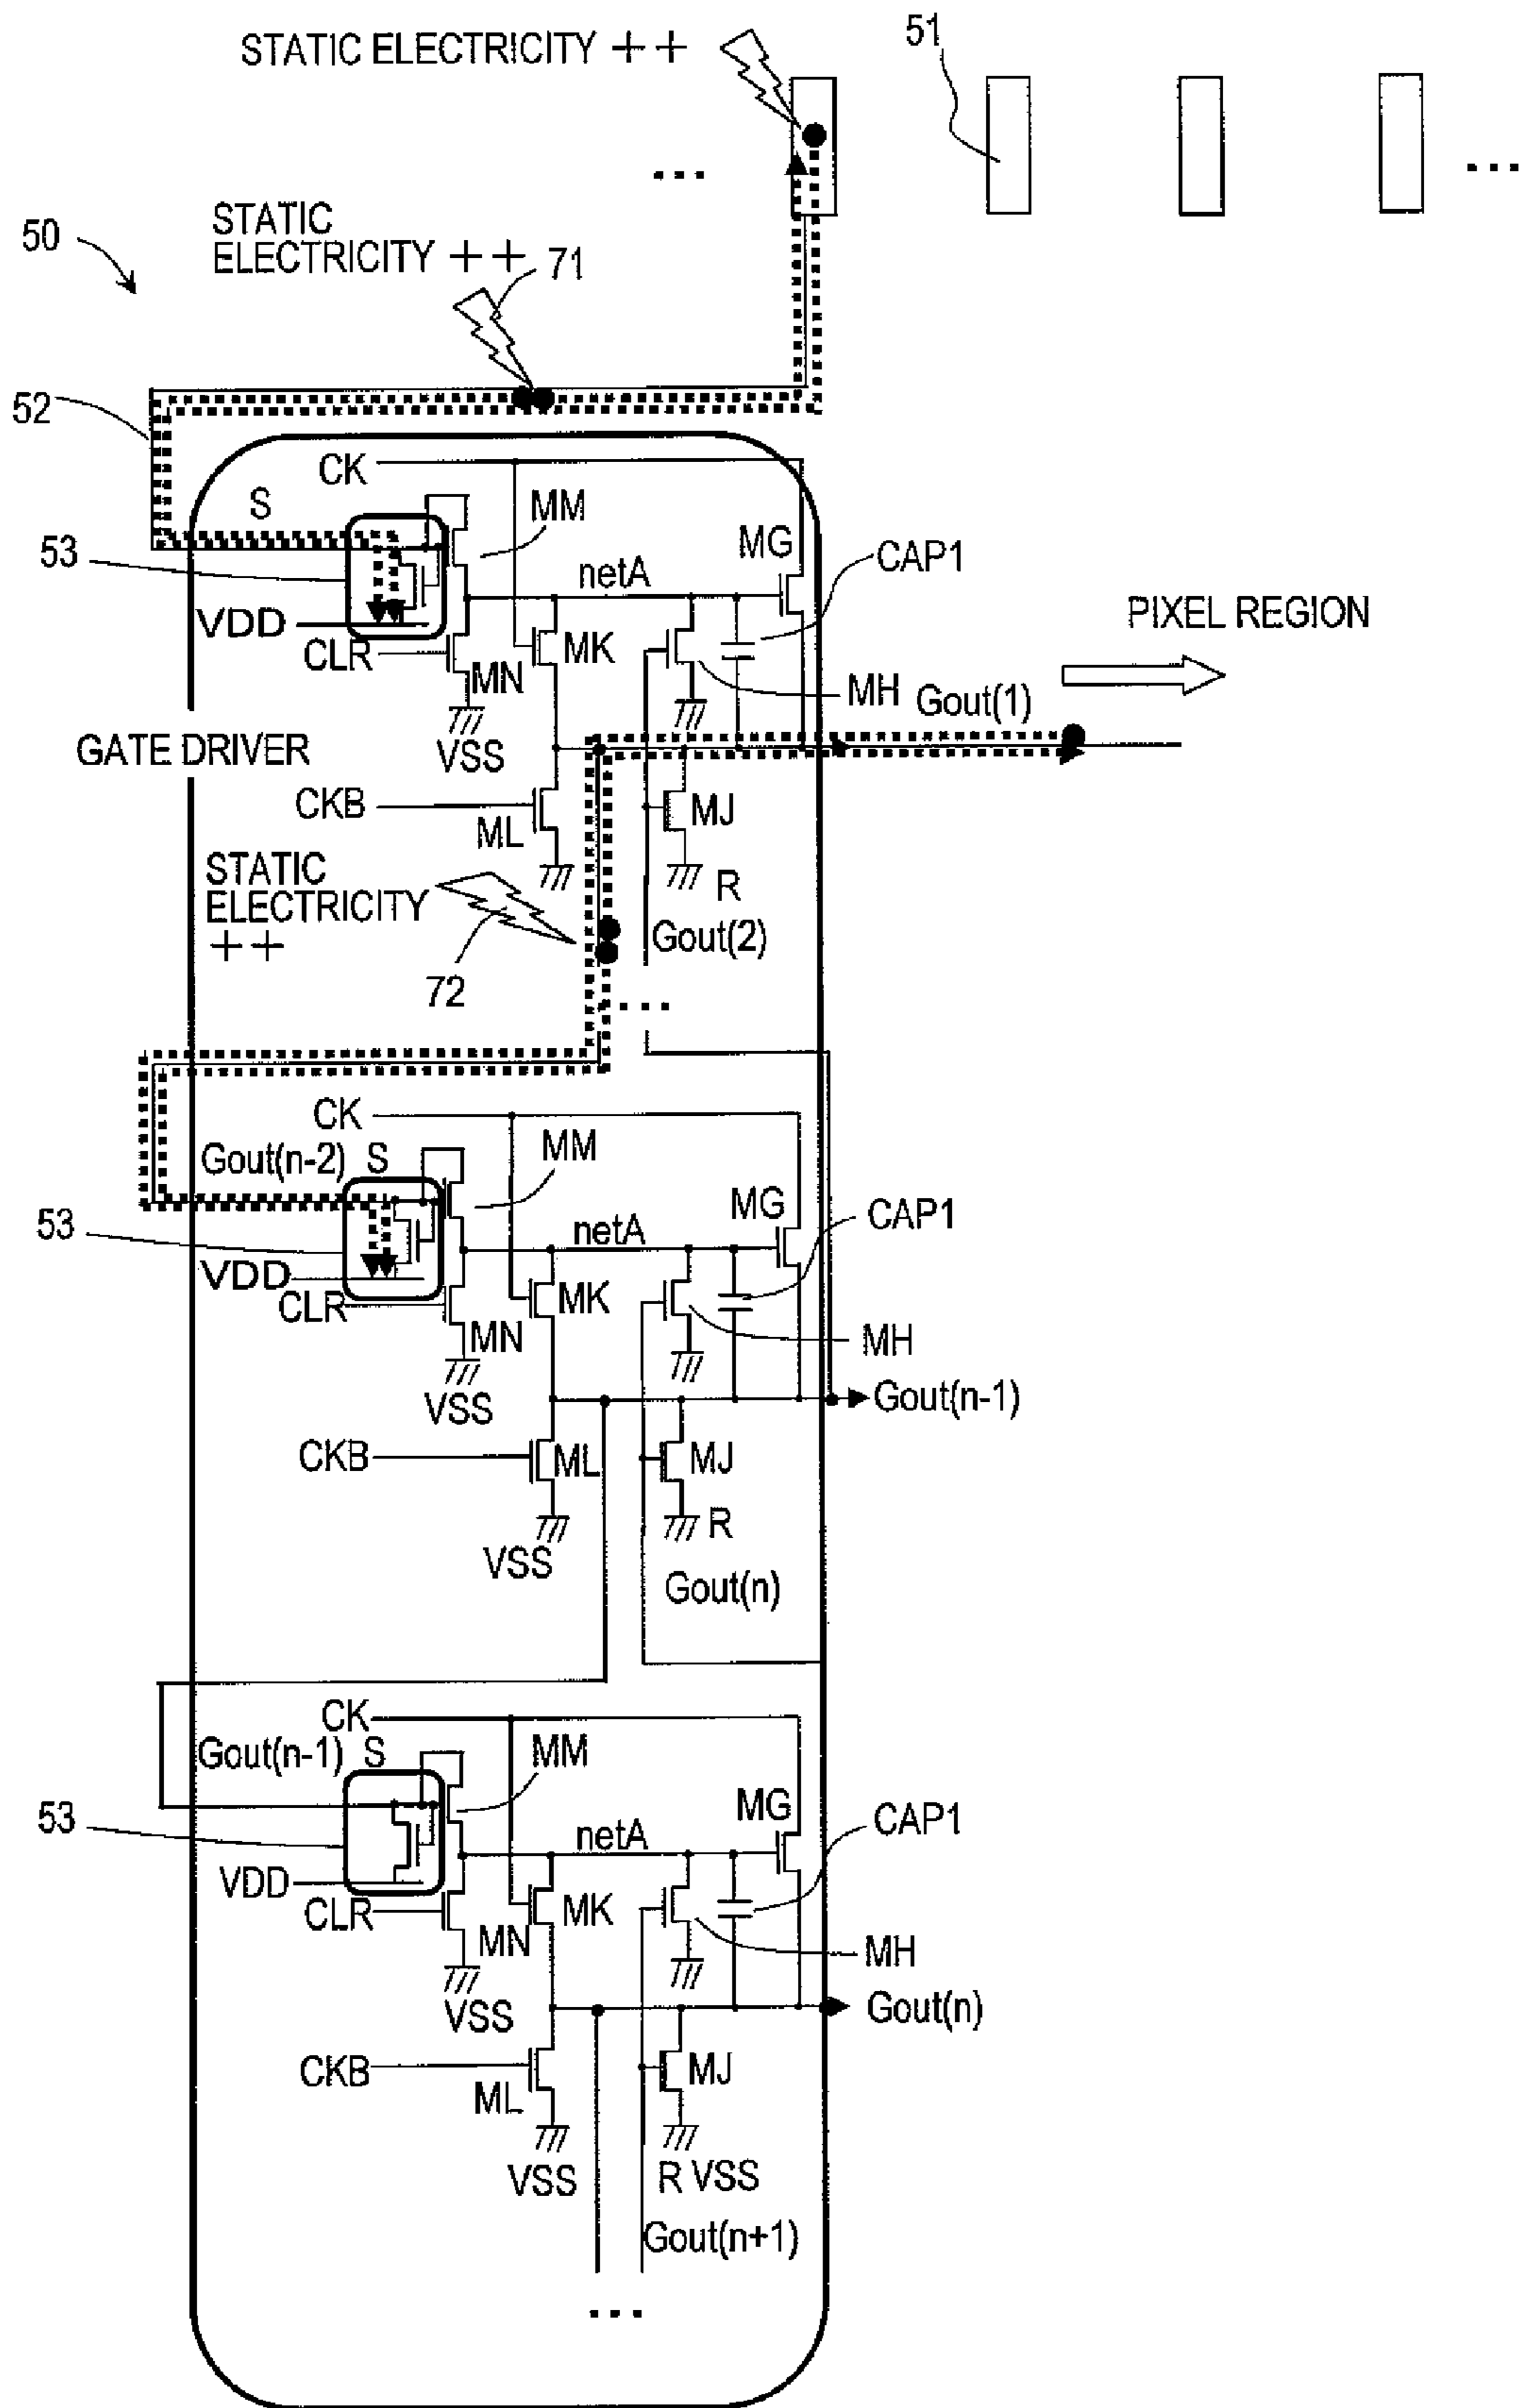 STATIC ELECTRICITY ++
51
...
...
50
STATIC
ELECTRICITY ++
71
52
CK
S
MM
53
MG
CAP1
netA
VDD
CLR
MN
MK
MH
PIXEL REGION
Gout(1)
VSS
GATE DRIVER
CKB
ML
MJ
STATIC
ELECTRICITY
++
R
Gout(2)
72
...
CK
MM
Gout(n-2) S
MG
CAP1
53
netA
VDD
CLR
MN
MK
MH
VSS
Gout(n-1)
CKB
ML
MJ
R
VSS
Gout(n)
CK
MM
Gout(n-1) S
MG
CAP1
53
netA
VDD
CLR
MN
MK
MH
VSS
Gout(n)
CKB
ML
MJ
VSS
R VSS
Gout(n+1)
...